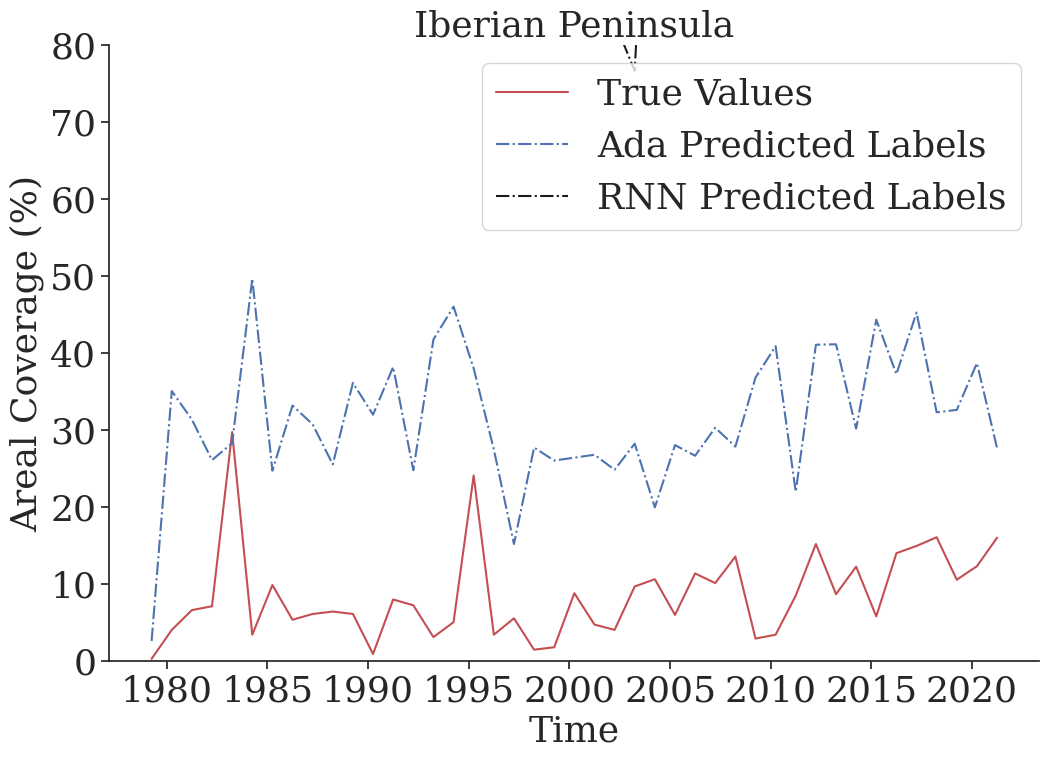 Iberian Peninsula
80
70
60
50
40
30
20
10
0
Areal Coverage (%)
True Values
Ada Predicted Labels
RNN Predicted Labels
1980 1985 1990 1995 2000 2005 2010 2015 2020
Time